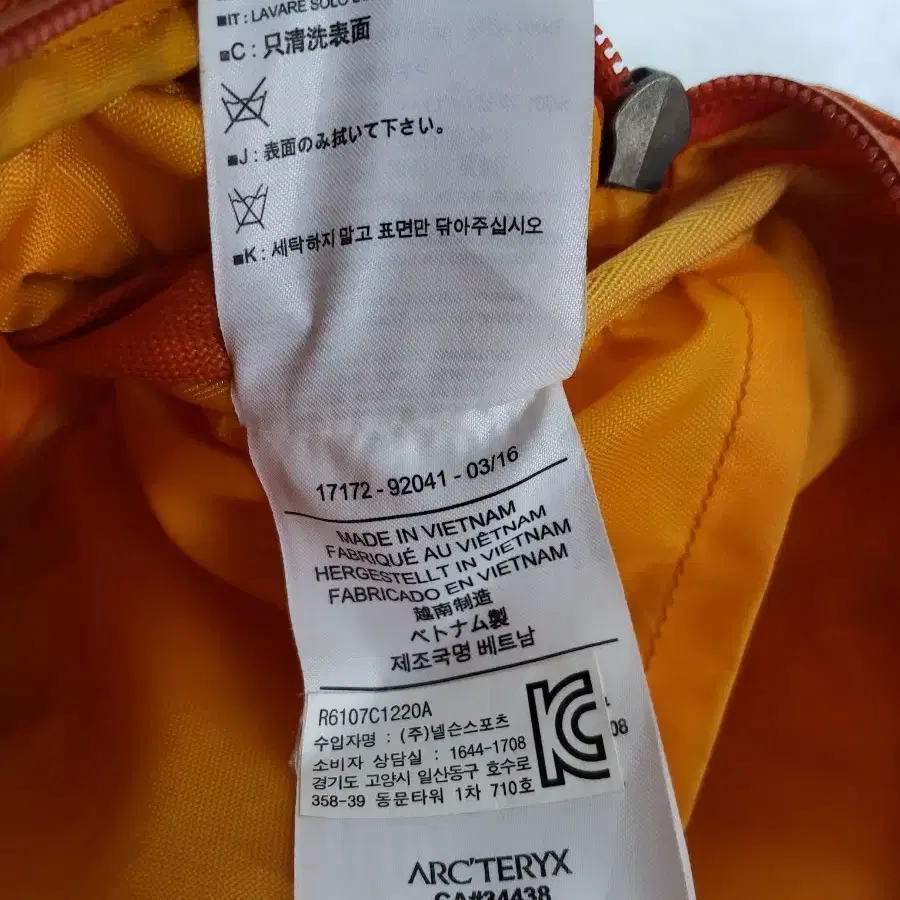 IT : LAVARE SOLO
C : 只清洗表面
J : 表面のみ拭いて下さい。
K : 세탁하지말고 표면만 닦아주십시오
17172 - 92041 - 03/16
MADE IN VIETNAM
FABRIQUÉ AU VIÊTNAM
HERGESTELLT IN VIETNAM
FABRICADO EN VIETNAM
越南制造
ベトナム製
제조국명 베트남
R6107C1220A
수입자명 : (주)넬슨스포츠
소비자 상담실 : 1644-1708
08
경기도 고양시 일산동구 호수로
358-39 동문타워 1차 710호
ARC'TERYX
CA#34438